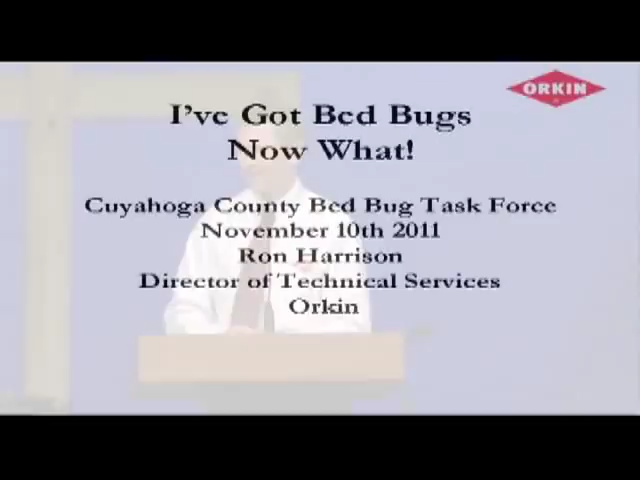 ORKIN
I've Got Bed Bugs
Now What!
Cuyahoga County Bed Bug Task Force
November 10th 2011
Ron Harrison
Director of Technical Services
Orkin